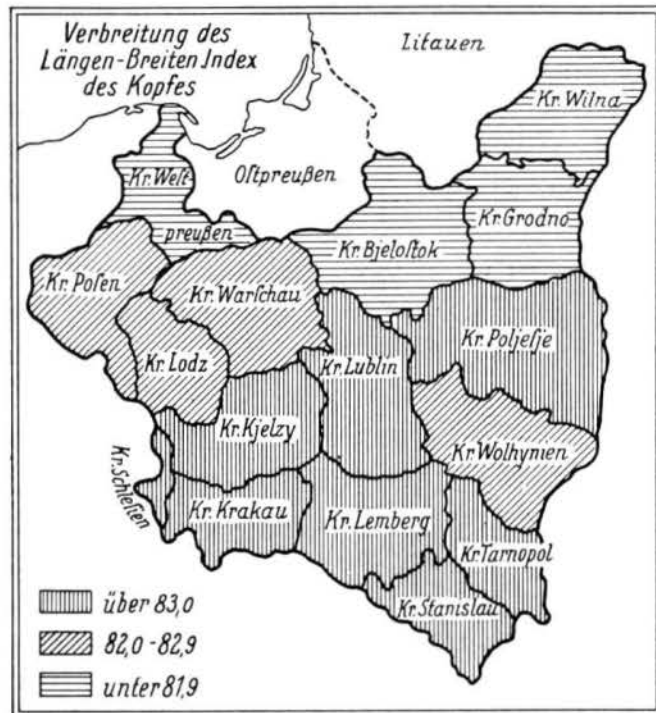 Verbreitung des
Längen-Breiten Index
des Kopfes
Litauen
Kr. Wilna
Oſtpreußen
Kr. Weſt-
preußen
Kr. Grodno
Kr. Bjeloſtok
Kr. Poſen
Kr. Warſchau
Kr. Poljeſje
Kr. Lodz
Kr. Lublin
Kr. Kjelzy
Kr. Wolhynien
Kr. Schleſien
Kr. Krakau
Kr. Lemberg
Kr. Tarnopol
Kr. Stanislau
über 83,0
82,0-82,9
unter 81,9